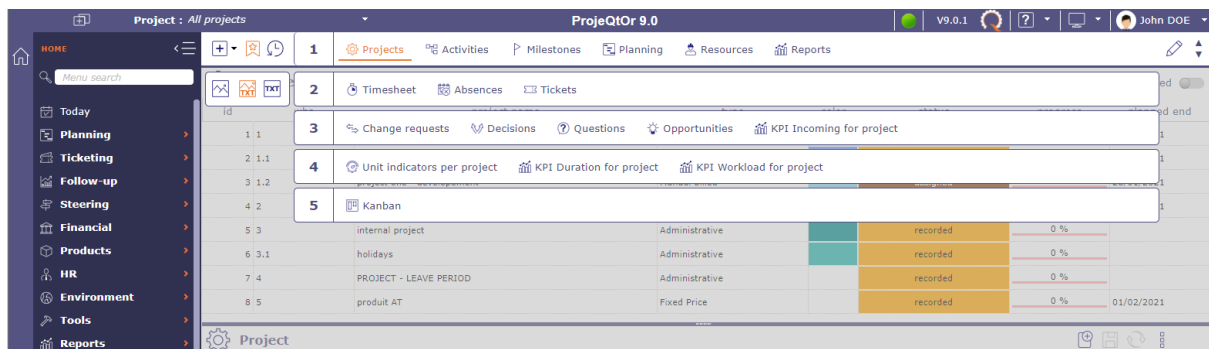 Project : All projects
ProjeQtOr 9.0
V9.0.1
John DOE
HOME
1 Projects Activities Milestones Planning Resources Reports
Menu search
TXT TXT
2 Timesheet Absences Tickets
ed
Today
id
planned end
Planning
1 1
3 Change requests Decisions Questions Opportunities KPI Incoming for project
Ticketing
2 1.1
4 Unit indicators per project KPI Duration for project KPI Workload for project
Follow-up
3 1.2
Steering
4 2
5 Kanban
Financial
5 3 internal project Administrative recorded 0 %
Products
6 3.1 holidays Administrative recorded 0 %
HR
7 4 PROJECT - LEAVE PERIOD Administrative recorded 0 %
Environment
8 5 produit AT Fixed Price recorded 0 % 01/02/2021
Tools
Reports
Project